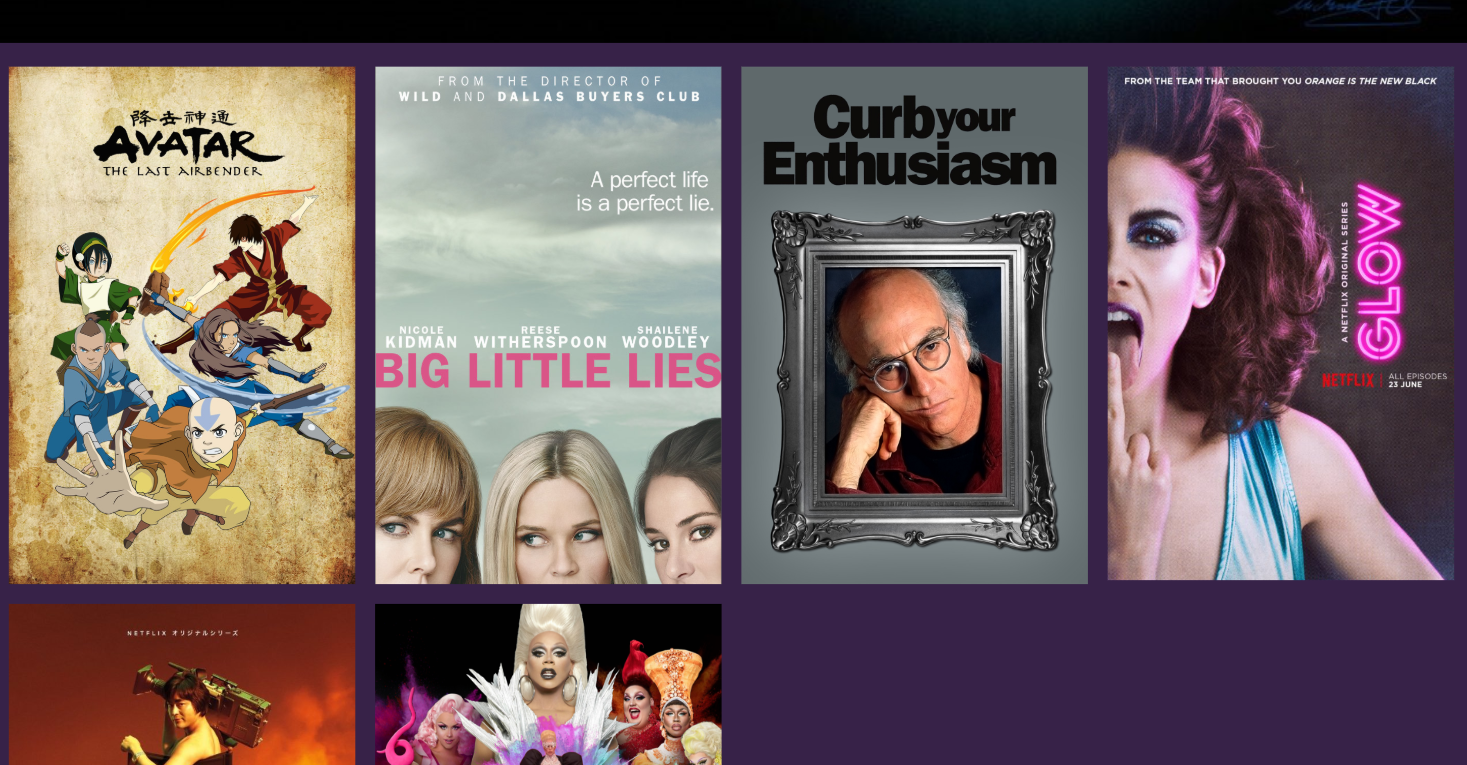 降去神通
AVATAR
THE LAST AIRBENDER
FROM THE DIRECTOR OF
WILD AND DALLAS BUYERS CLUB
A perfect life
is a perfect lie.
NICOLE KIDMAN
REESE WITHERSPOON
SHAILENE WOODLEY
BIG LITTLE LIES
Curb your
Enthusiasm
FROM THE TEAM THAT BROUGHT YOU ORANGE IS THE NEW BLACK
A NETFLIX ORIGINAL SERIES
GLOW
NETFLIX | ALL EPISODES
23 JUNE
NETFLIX オリジナルシリーズ